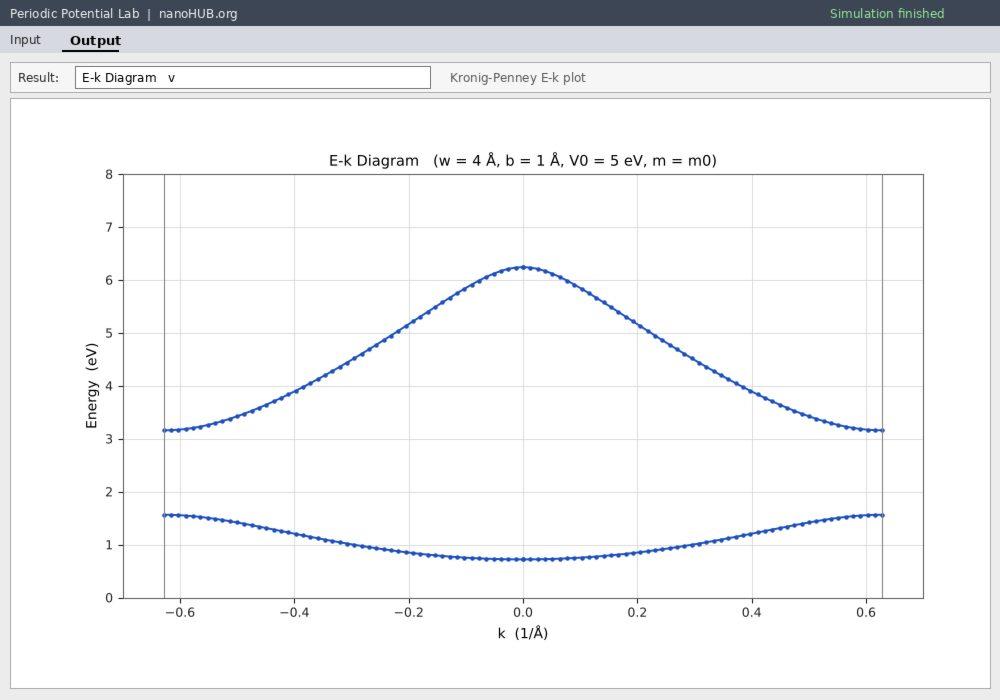 Periodic Potential Lab | nanoHUB.org
Simulation finished
Input Output
Result: E-k Diagram v Kronig-Penney E-k plot
E-k Diagram (w = 4 Å, b = 1 Å, V0 = 5 eV, m = m0)
8
7
6
5
4
3
2
1
0
Energy (eV)
−0.6 −0.4 −0.2 0.0 0.2 0.4 0.6
k (1/Å)